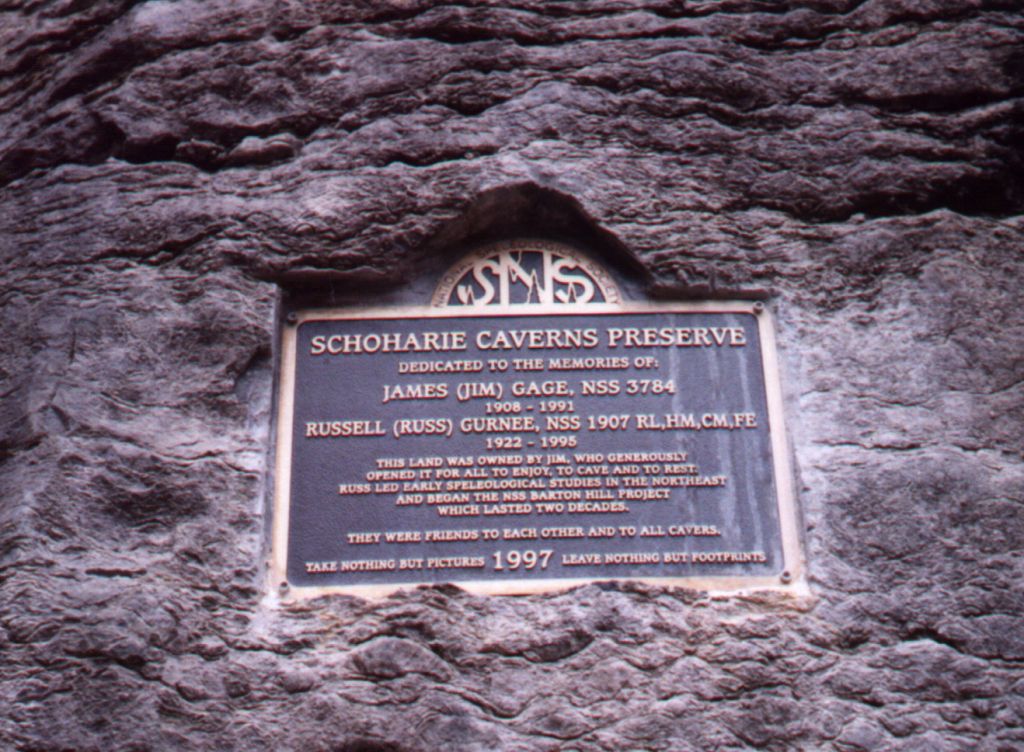 NATIONAL SPELEOLOGICAL SOCIETY
NSS
SCHOHARIE CAVERNS PRESERVE
DEDICATED TO THE MEMORIES OF:
JAMES (JIM) GAGE, NSS 3784
1908 - 1991
RUSSELL (RUSS) GURNEE, NSS 1907 RL,HM,CM,FE
1922 - 1995
THIS LAND WAS OWNED BY JIM, WHO GENEROUSLY
OPENED IT FOR ALL TO ENJOY, TO CAVE AND TO REST.
RUSS LED EARLY SPELEOLOGICAL STUDIES IN THE NORTHEAST
AND BEGAN THE NSS BARTON HILL PROJECT
WHICH LASTED TWO DECADES.
THEY WERE FRIENDS TO EACH OTHER AND TO ALL CAVERS.
TAKE NOTHING BUT PICTURES 1997 LEAVE NOTHING BUT FOOTPRINTS